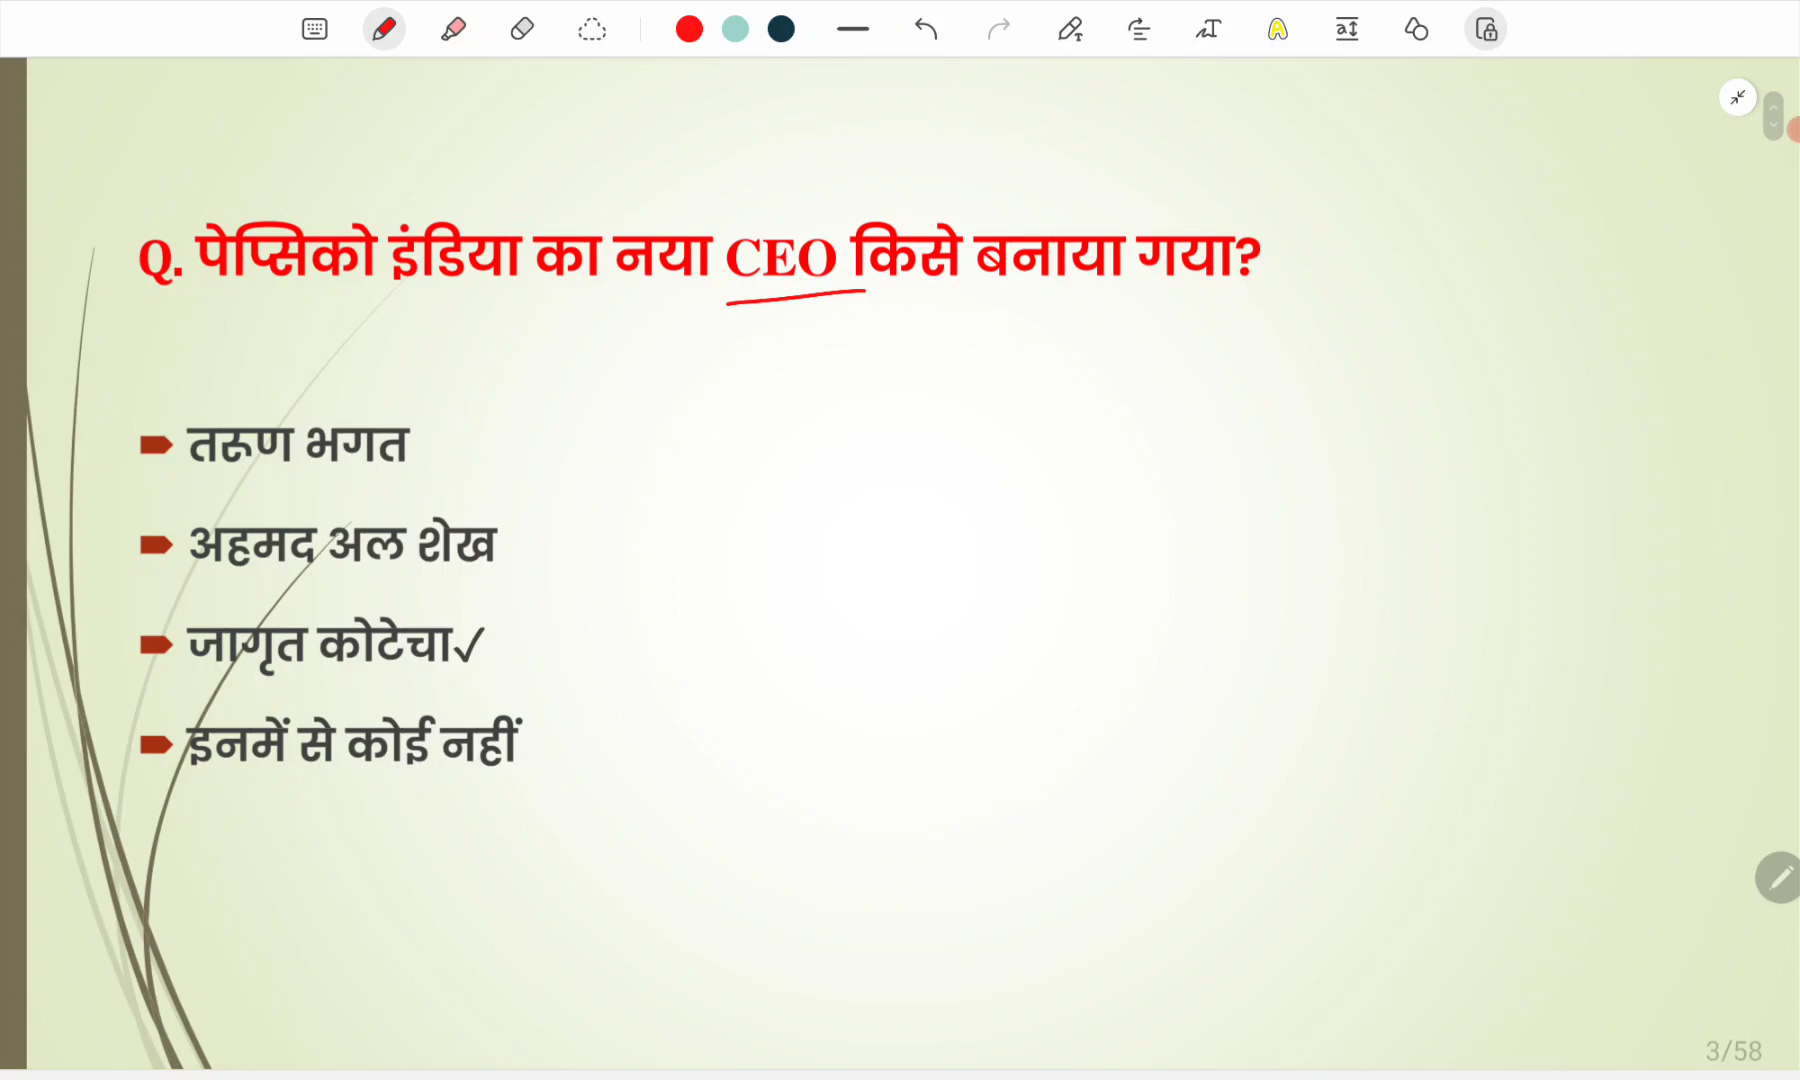 Q. पेप्सिको इंडिया का नया CEO किसे बनाया गया?
तरूण भगत
अहमद अल शेख
जागृत कोटेचा✓
इनमें से कोई नहीं
3/58